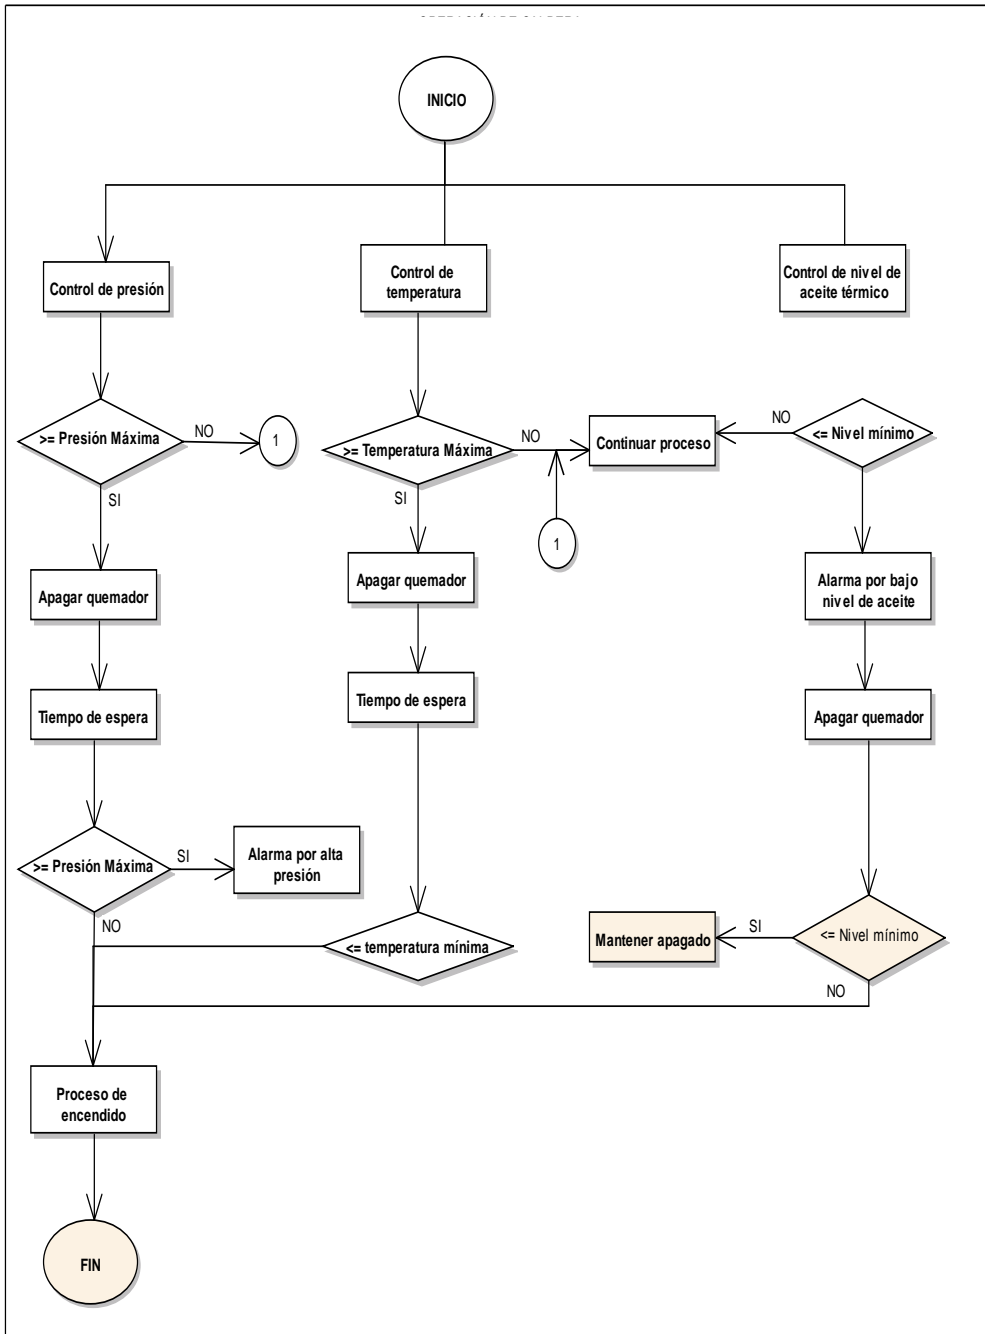 INICIO
Control de presión
Control de
temperatura
Control de nivel de
aceite térmico
>= Presión Máxima
NO
1
>= Temperatura Máxima
NO
Continuar proceso
NO
<= Nivel mínimo
SI
SI
1
Apagar quemador
Apagar quemador
Alarma por bajo
nivel de aceite
Tiempo de espera
Tiempo de espera
Apagar quemador
>= Presión Máxima
SI
Alarma por alta
presión
NO
<= temperatura mínima
Mantener apagado
SI
<= Nivel mínimo
NO
Proceso de
encendido
FIN